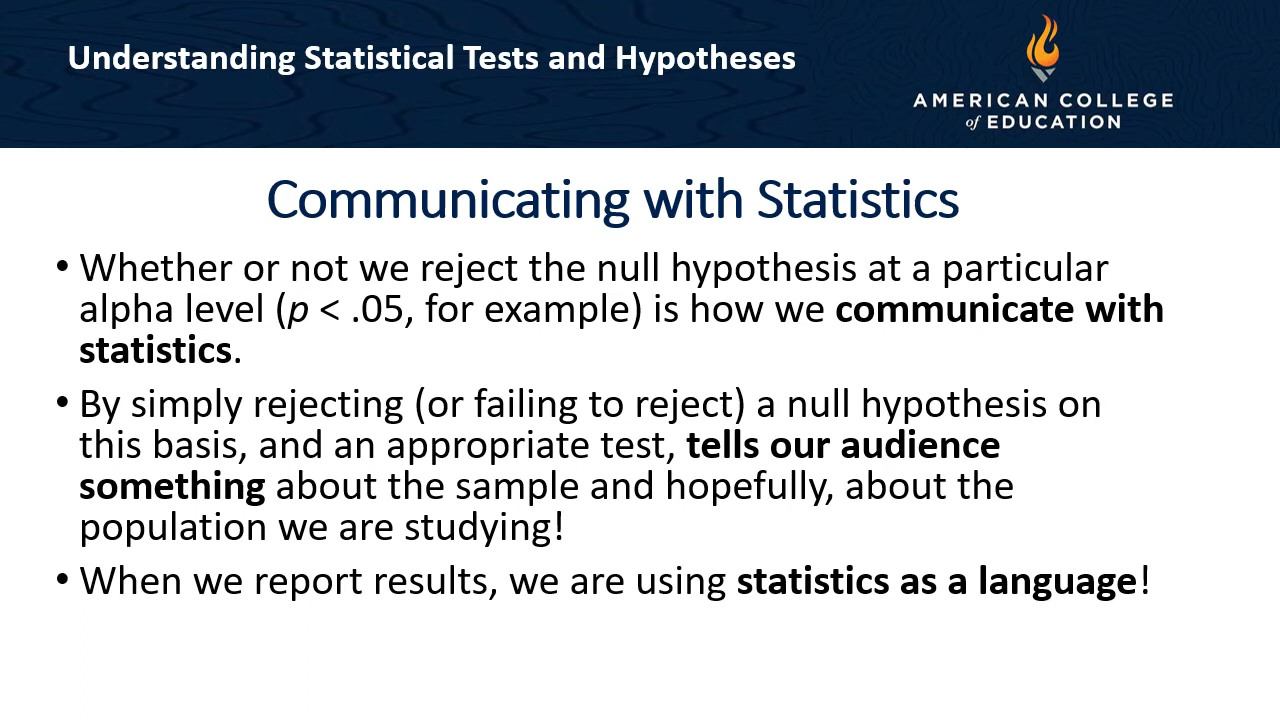 Understanding Statistical Tests and Hypotheses
AMERICAN COLLEGE
of EDUCATION
Communicating with Statistics
• Whether or not we reject the null hypothesis at a particular
alpha level (p < .05, for example) is how we communicate with
statistics.
• By simply rejecting (or failing to reject) a null hypothesis on
this basis, and an appropriate test, tells our audience
something about the sample and hopefully, about the
population we are studying!
• When we report results, we are using statistics as a language!